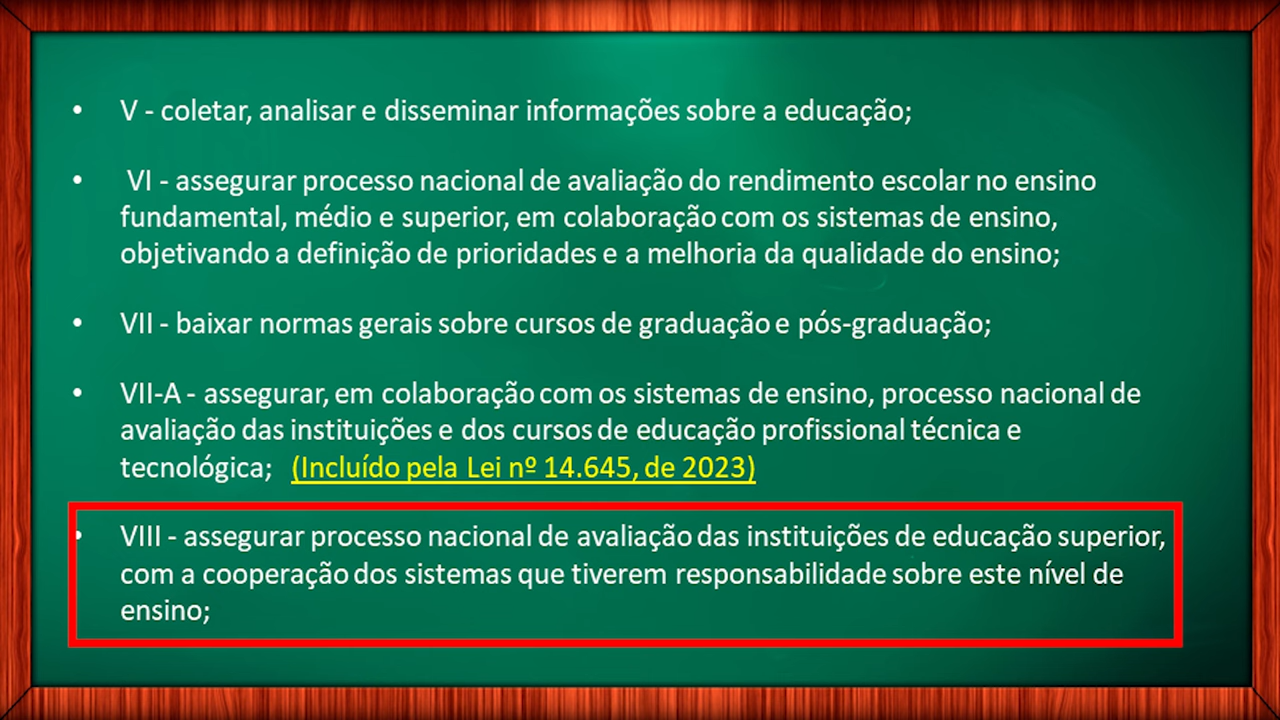 • V - coletar, analisar e disseminar informações sobre a educação;
• VI - assegurar processo nacional de avaliação do rendimento escolar no ensino
fundamental, médio e superior, em colaboração com os sistemas de ensino,
objetivando a definição de prioridades e a melhoria da qualidade do ensino;
• VII - baixar normas gerais sobre cursos de graduação e pós-graduação;
• VII-A - assegurar, em colaboração com os sistemas de ensino, processo nacional de
avaliação das instituições e dos cursos de educação profissional técnica e
tecnológica; (Incluído pela Lei nº 14.645, de 2023)
• VIII - assegurar processo nacional de avaliação das instituições de educação superior,
com a cooperação dos sistemas que tiverem responsabilidade sobre este nível de
ensino;